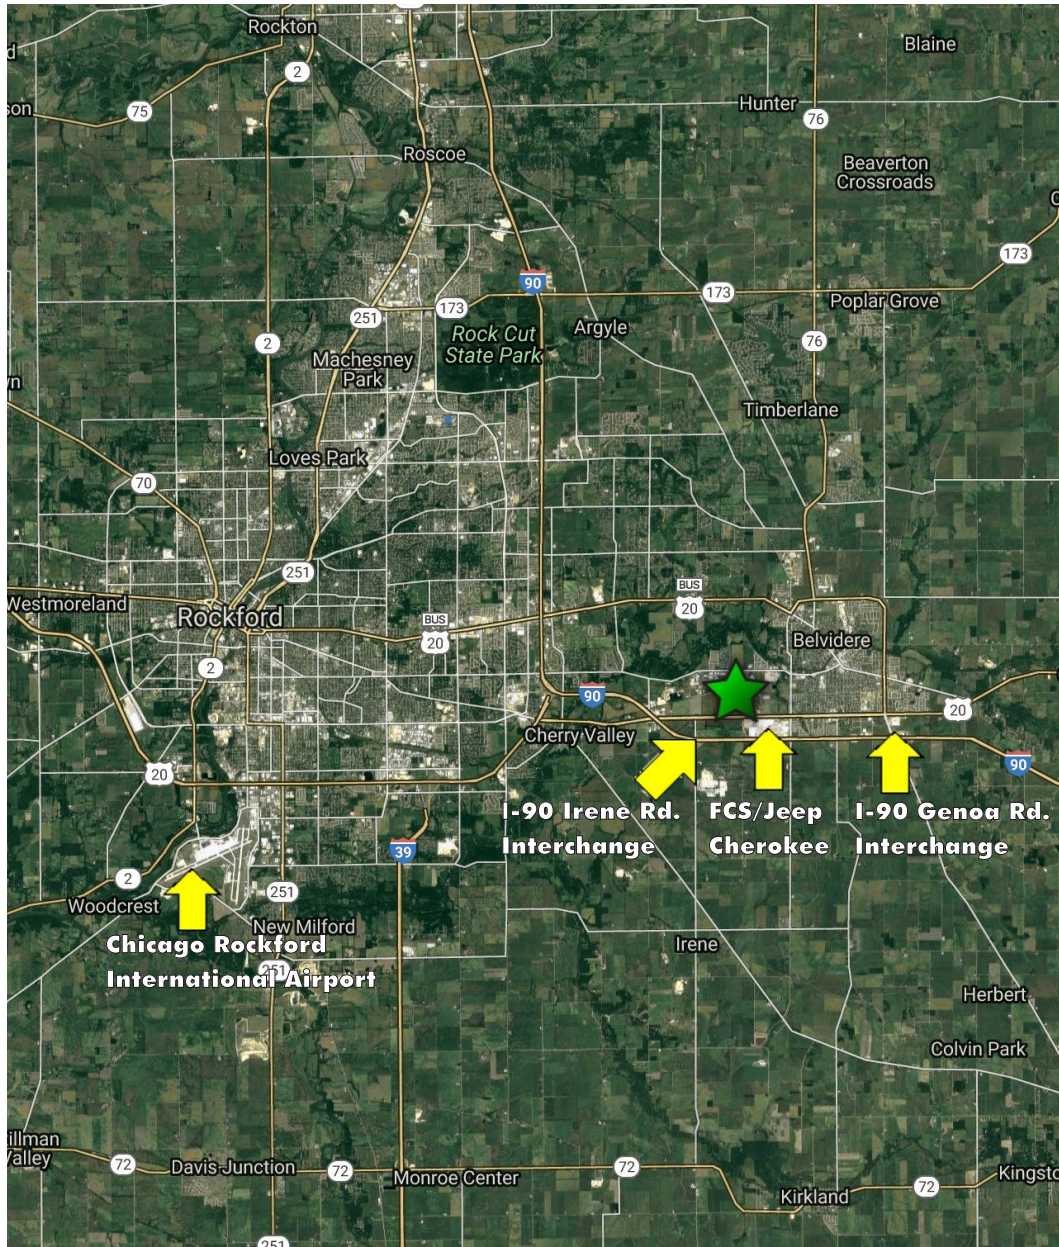 Rockton
Blaine
2
75
Hunter
76
Roscoe
Beaverton
Crossroads
173
90
173
173
Poplar Grove
251
Rock Cut
State Park
Argyle
2
76
Machesney
Park
Timberlane
Loves Park
70
251
BUS
20
Westmoreland
Rockford
BUS
20
Belvidere
2
90
20
Cherry Valley
20
90
I-90 Irene Rd.
Interchange
FCS/Jeep
Cherokee
I-90 Genoa Rd.
Interchange
39
2
251
Woodcrest
New Milford
Chicago Rockford
International Airport
251
Irene
Herbert
Colvin Park
72
Davis Junction
72
Monroe Center
72
Kirkland
72
251